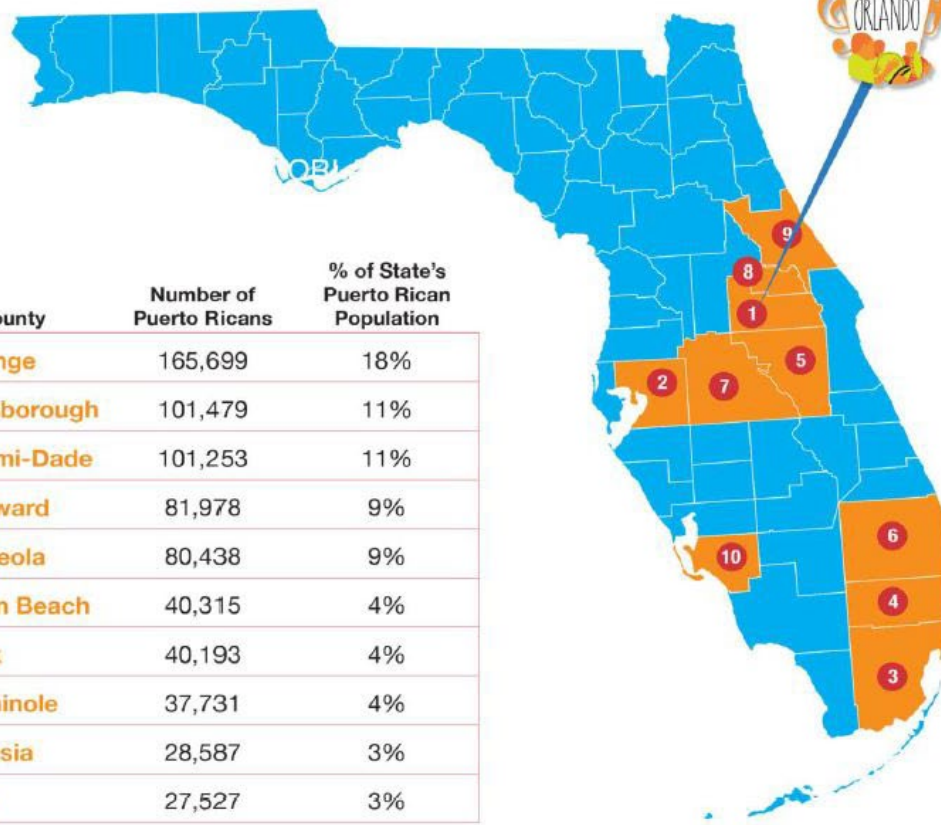 ORLANDO
ORL
% of State's
Number of Puerto Rican
ounty Puerto Ricans Population
nge 165,699 18%
borough 101,479 11%
mi-Dade 101,253 11%
ward 81,978 9%
eola 80,438 9%
n Beach 40,315 4%
40,193 4%
inole 37,731 4%
sia 28,587 3%
27,527 3%
9
8
1
5
2
7
6
10
4
3